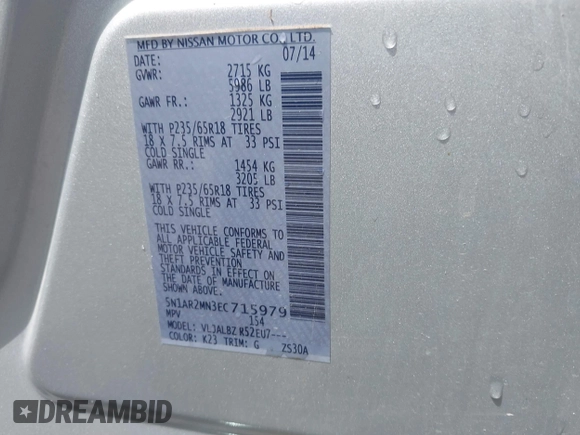 MFD BY NISSAN MOTOR CO., LTD.
DATE: 07/14
GVWR: 2715 KG
5986 LB
GAWR FR.: 1325 KG
2921 LB
WITH P235/65R18 TIRES
18 X 7.5 RIMS AT 33 PSI
COLD SINGLE
GAWR RR.: 1454 KG
3205 LB
WITH P235/65R18 TIRES
18 X 7.5 RIMS AT 33 PSI
COLD SINGLE
THIS VEHICLE CONFORMS TO
ALL APPLICABLE FEDERAL
MOTOR VEHICLE SAFETY AND
THEFT PREVENTION
STANDARDS IN EFFECT ON
THE DATE OF MANUFACTURE
SHOWN ABOVE.
5N1AR2MN3EC715979
MPV 154
MODEL: VLJALBZ R52EU7---
COLOR: K23 TRIM: G ZS30A
DREAMBID